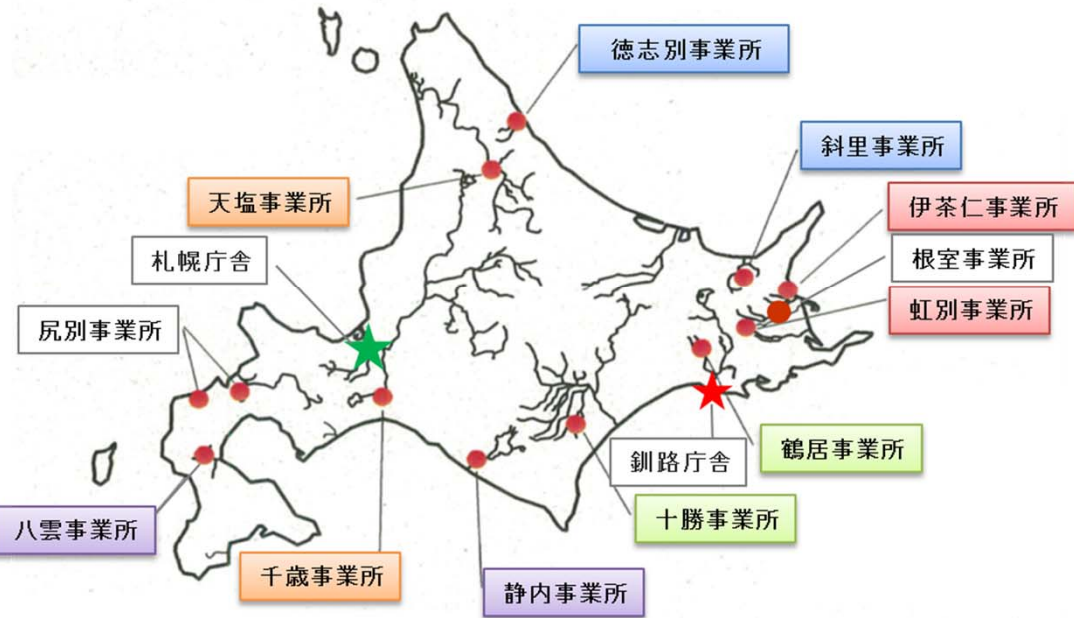 徳志別事業所
斜里事業所
天塩事業所
伊茶仁事業所
札幌庁舎
根室事業所
虹別事業所
尻別事業所
鶴居事業所
釧路庁舎
十勝事業所
八雲事業所
千歳事業所
静内事業所